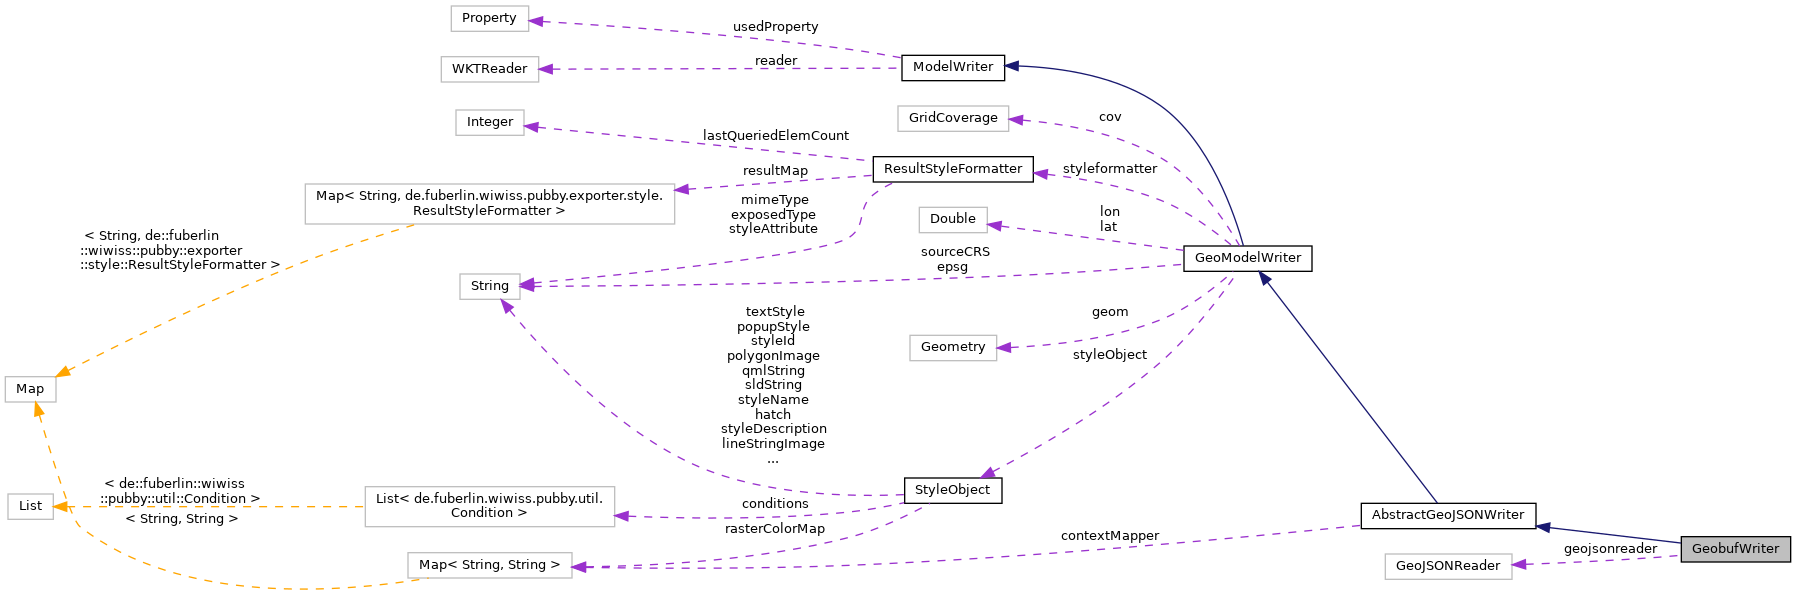 Property
usedProperty
WKTReader
reader
ModelWriter
Integer
lastQueriedElemCount
GridCoverage
cov
ResultStyleFormatter
styleformatter
Map< String, de.fuberlin.wiwiss.pubby.exporter.style.
ResultStyleFormatter >
resultMap
mimeType
exposedType
styleAttribute
Double
lon
lat
< String, de::fuberlin
::wiwiss::pubby::exporter
::style::ResultStyleFormatter >
String
sourceCRS
epsg
GeoModelWriter
textStyle
popupStyle
styleId
polygonImage
qmlString
sldString
styleName
hatch
styleDescription
lineStringImage
...
Geometry
geom
styleObject
Map
List
< de::fuberlin::wiwiss
::pubby::util::Condition >
< String, String >
List< de.fuberlin.wiwiss.pubby.util.
Condition >
conditions
rasterColorMap
StyleObject
Map< String, String >
contextMapper
AbstractGeoJSONWriter
GeoJSONReader
geojsonreader
GeobufWriter